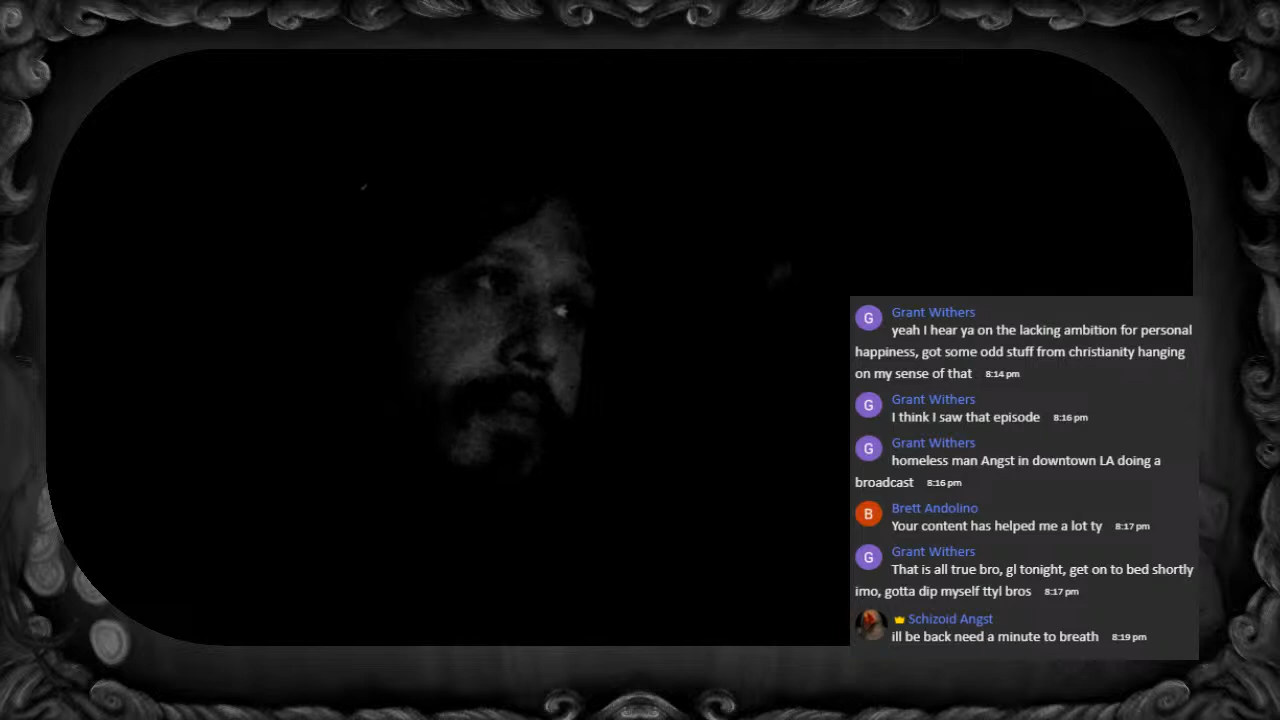 G Grant Withers
yeah I hear ya on the lacking ambition for personal
happiness, got some odd stuff from christianity hanging
on my sense of that 8:14 pm
G Grant Withers
I think I saw that episode 8:16 pm
G Grant Withers
homeless man Angst in downtown LA doing a
broadcast 8:16 pm
B Brett Andolino
Your content has helped me a lot ty 8:17 pm
G Grant Withers
That is all true bro, gl tonight, get on to bed shortly
imo, gotta dip myself ttyl bros 8:17 pm
Schizoid Angst
ill be back need a minute to breath 8:19 pm